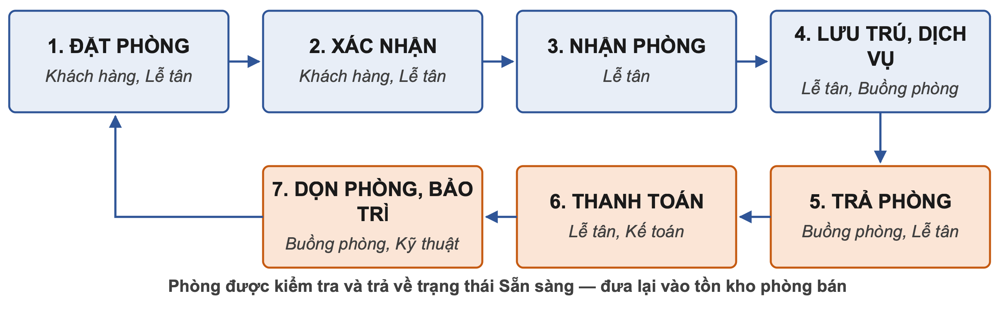 1. ĐẶT PHÒNG
Khách hàng, Lễ tân
2. XÁC NHẬN
Khách hàng, Lễ tân
3. NHẬN PHÒNG
Lễ tân
4. LƯU TRÚ, DỊCH
VỤ
Lễ tân, Buồng phòng
5. TRẢ PHÒNG
Buồng phòng, Lễ tân
6. THANH TOÁN
Lễ tân, Kế toán
7. DỌN PHÒNG, BẢO
TRÌ
Buồng phòng, Kỹ thuật
Phòng được kiểm tra và trả về trạng thái Sẵn sàng — đưa lại vào tồn kho phòng bán